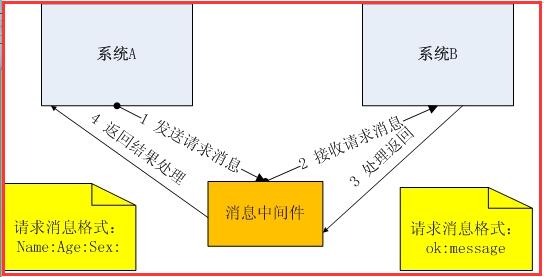 系统A
系统B
1 发送请求消息
2 接收请求消息
3 处理返回
4 返回结果处理
消息中间件
请求消息格式：
Name:Age:Sex:
请求消息格式：
ok:message